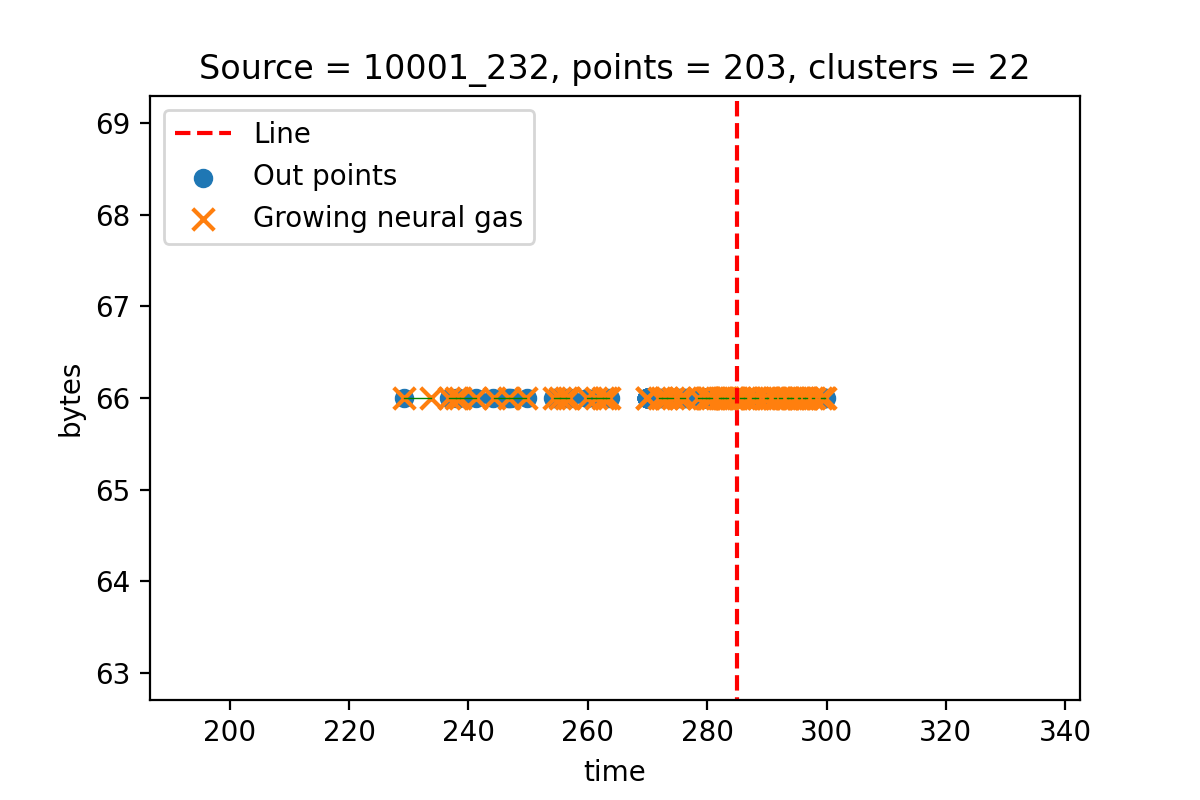 Source = 10001_232, points = 203, clusters = 22
Line
Out points
Growing neural gas
69
68
67
66
65
64
63
bytes
200 220 240 260 280 300 320 340
time